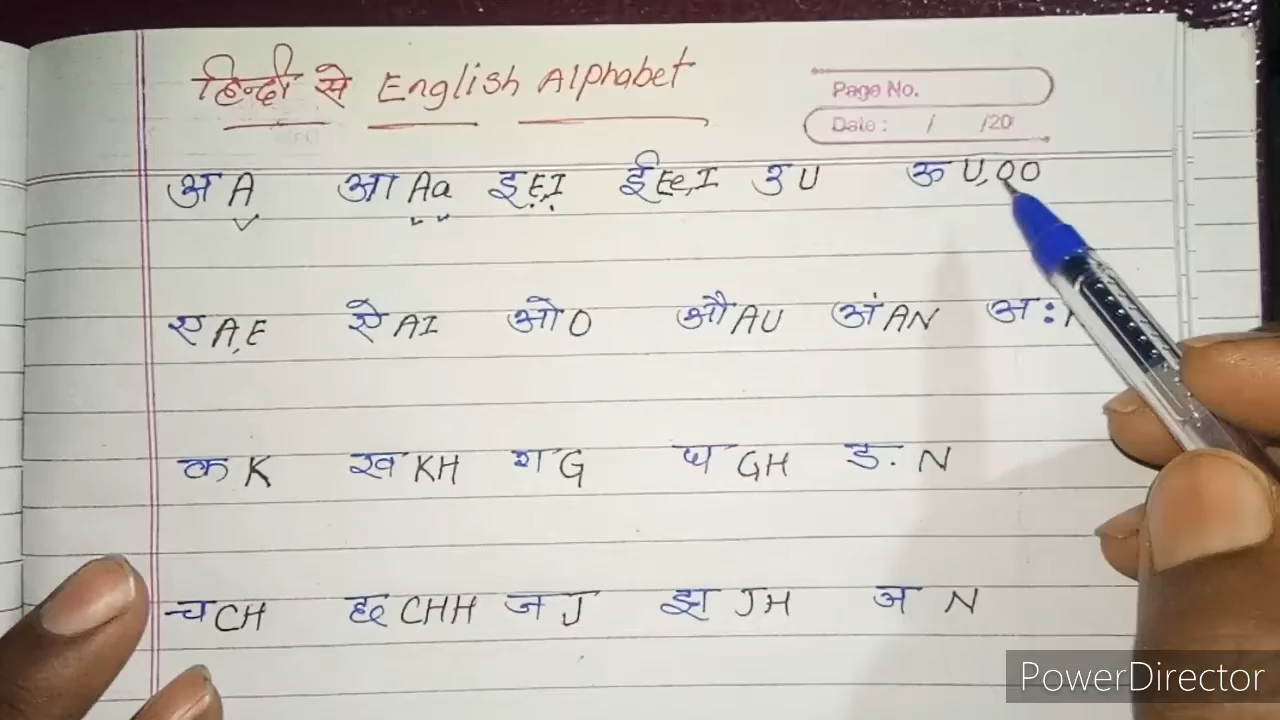 हिन्दी से English Alphabet
Page No.
Date : / /20
अ A आ Aa इ E,I ई Ee,I उ U ऊ U,OO
ए A,E ऐ AI ओ O औ AU अं AN अ:
क K ख KH ग G घ GH ड. N
च CH छ CHH ज J झ JH ञ N
PowerDirector